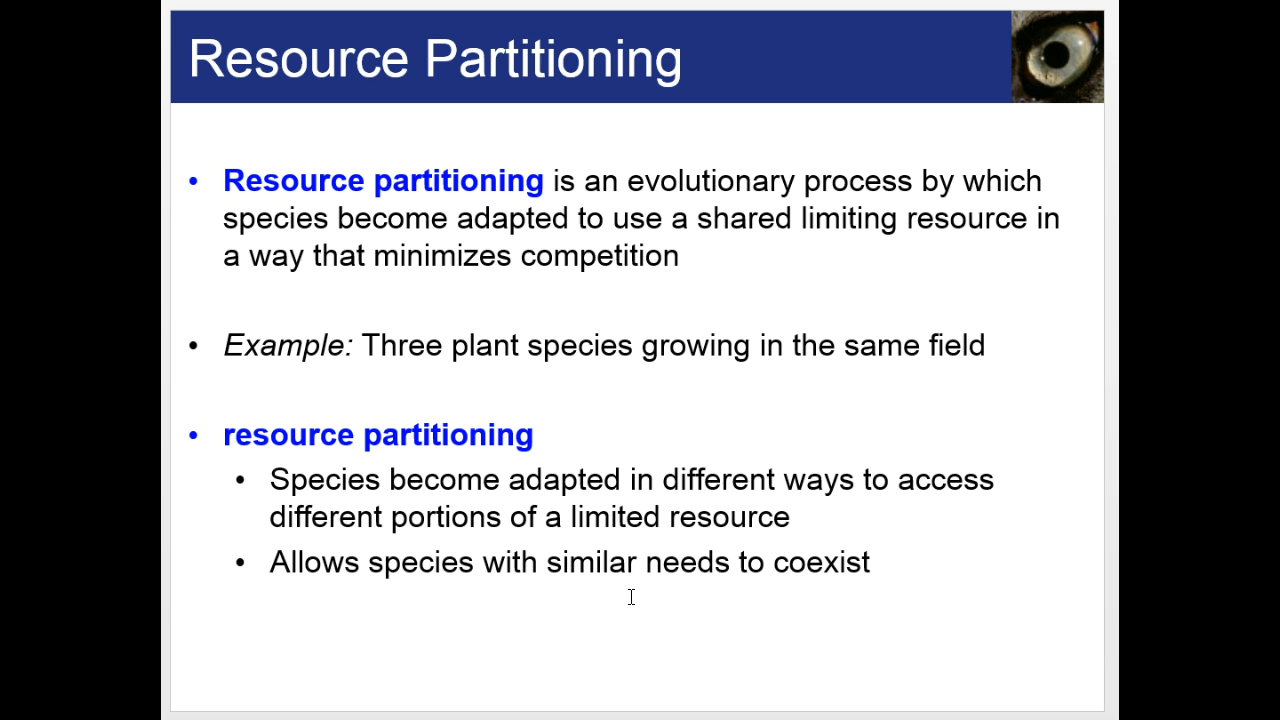 Resource Partitioning
• Resource partitioning is an evolutionary process by which
species become adapted to use a shared limiting resource in
a way that minimizes competition
• Example: Three plant species growing in the same field
• resource partitioning
• Species become adapted in different ways to access
different portions of a limited resource
• Allows species with similar needs to coexist